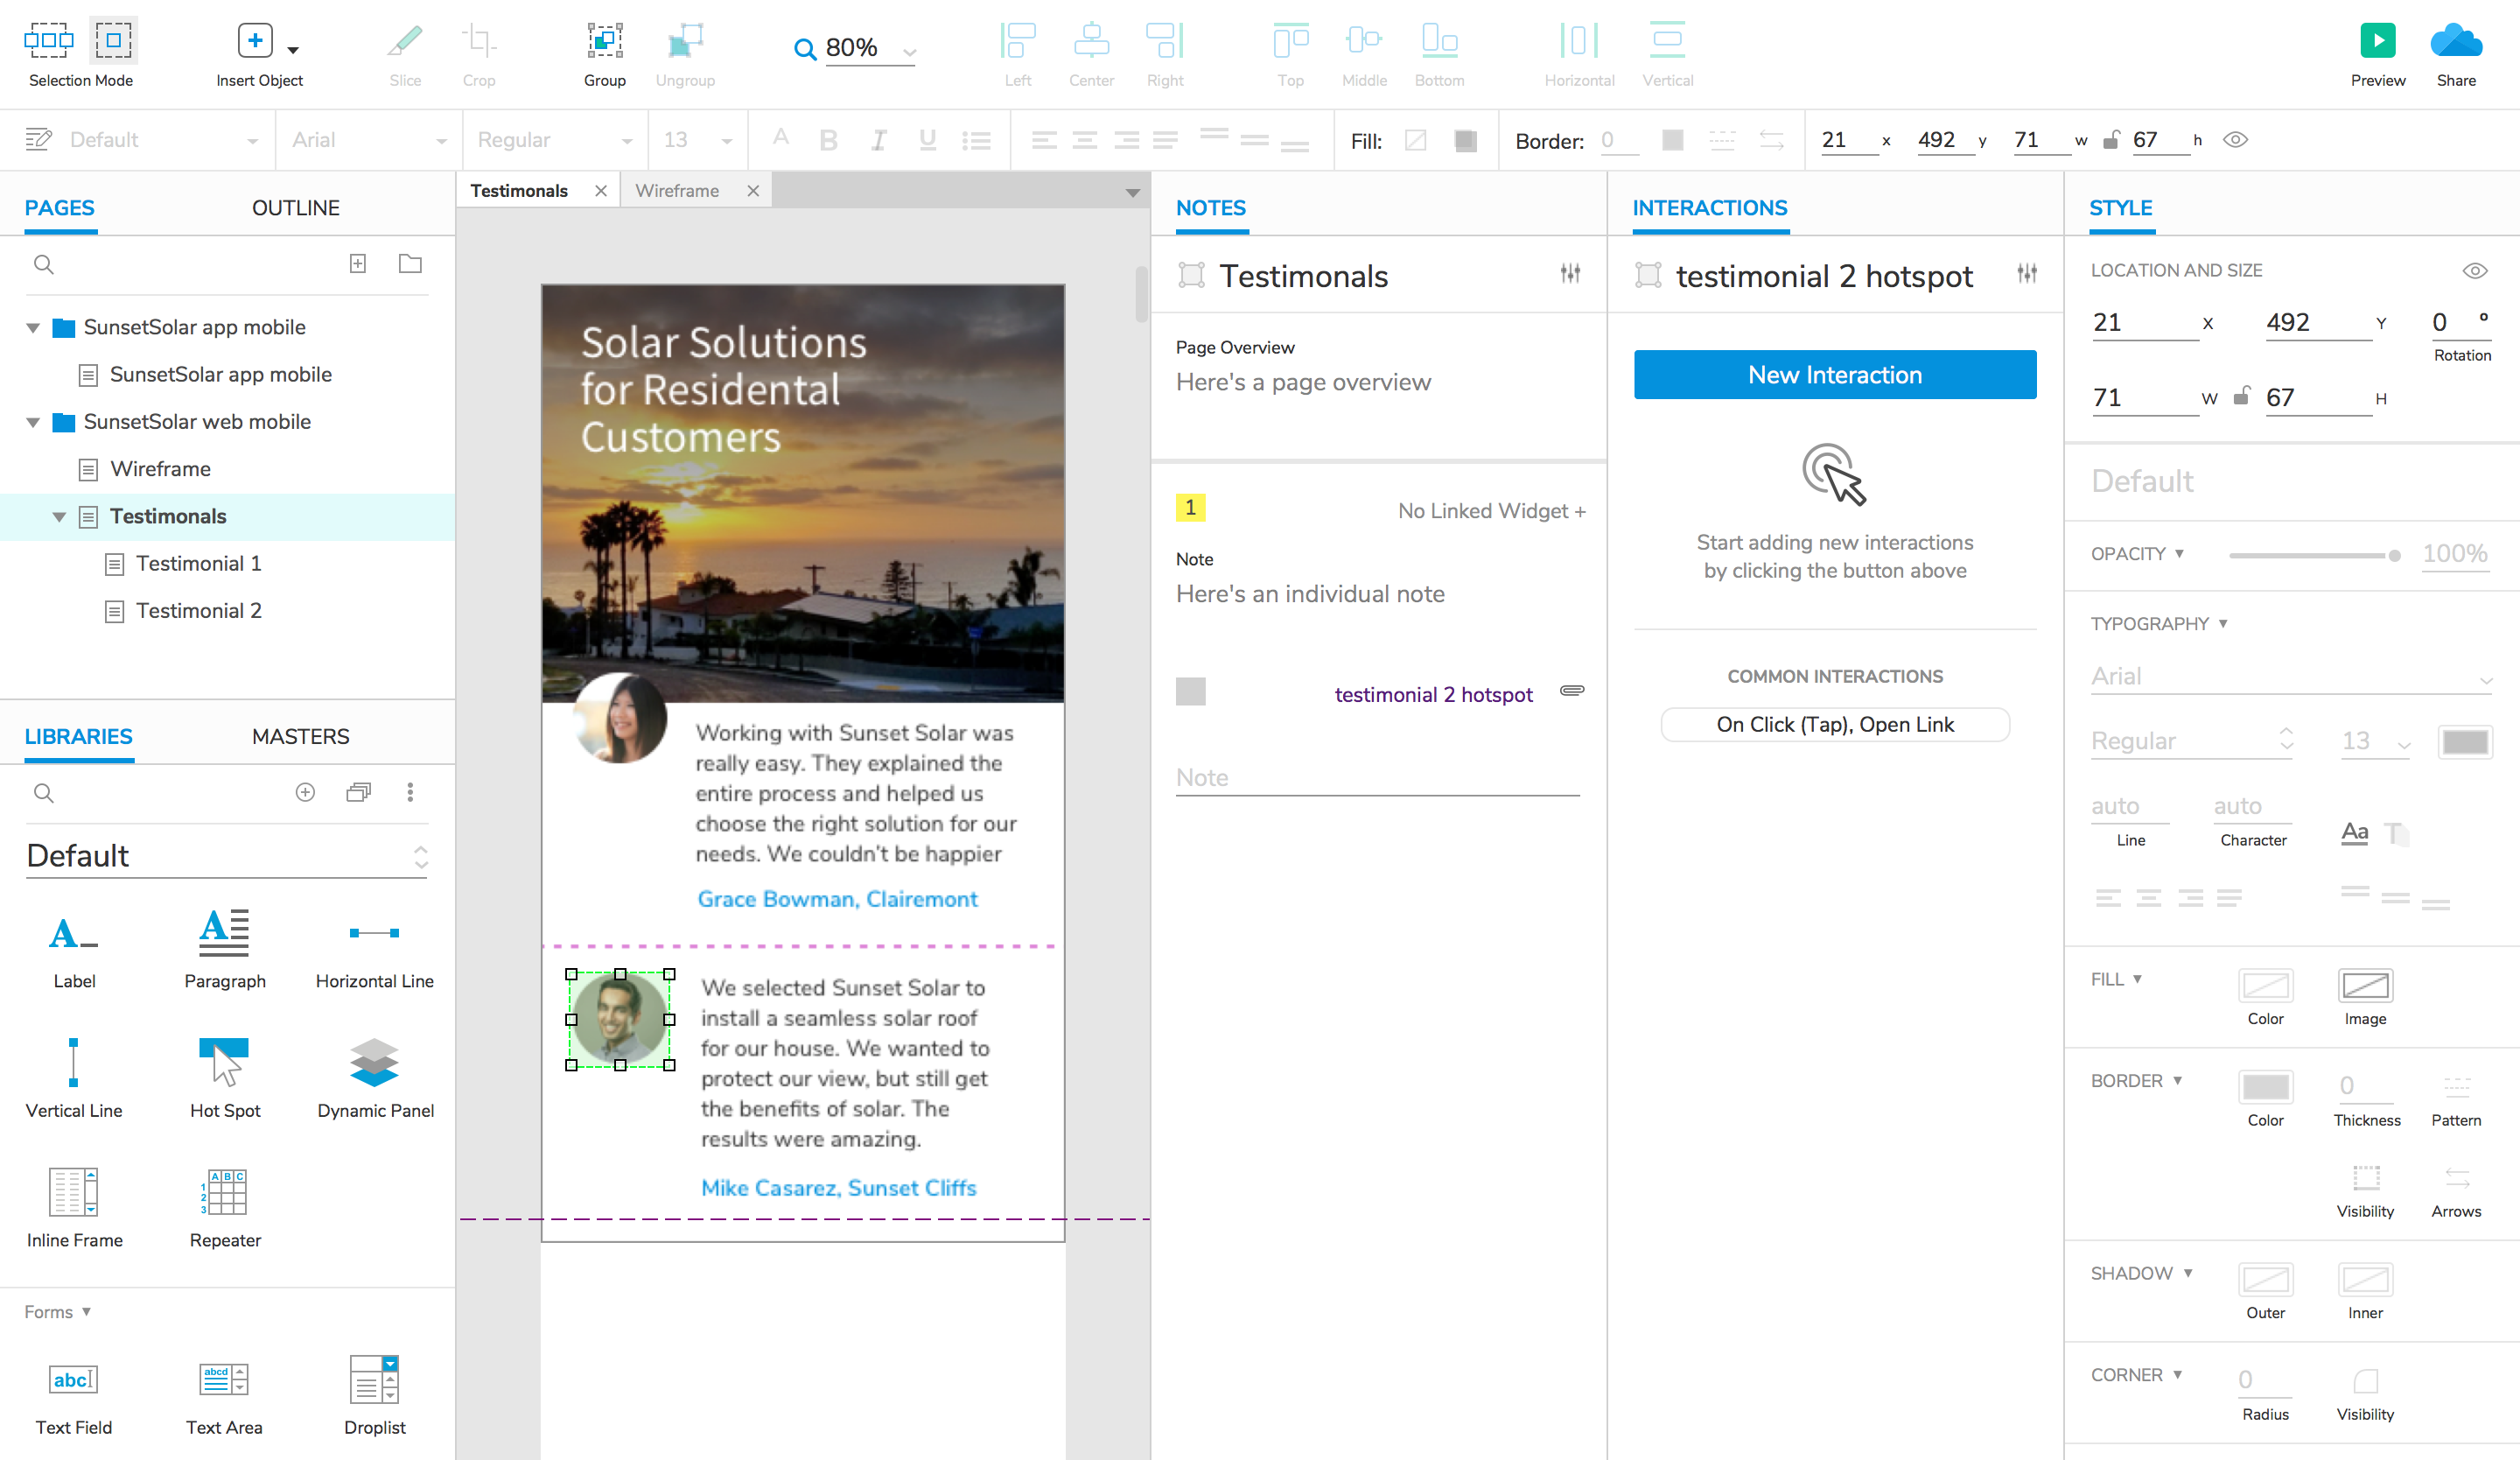 Selection Mode
Insert Object
Slice
Crop
Group
Ungroup
80%
Left
Center
Right
Top
Middle
Bottom
Horizontal
Vertical
Preview
Share
Default
Arial
Regular
13
A B I U
Fill:
Border: 0
21 x
492 y
71 w
67 h
PAGES
OUTLINE
SunsetSolar app mobile
SunsetSolar app mobile
SunsetSolar web mobile
Wireframe
Testimonals
Testimonial 1
Testimonial 2
LIBRARIES
MASTERS
Default
A
Label
A
Paragraph
Horizontal Line
Vertical Line
Hot Spot
Dynamic Panel
Inline Frame
A B C
1
2
3
Repeater
Forms
abc
Text Field
abcd
Text Area
Droplist
Testimonals
Wireframe
Solar Solutions
for Residental
Customers
Working with Sunset Solar was
really easy. They explained the
entire process and helped us
choose the right solution for our
needs. We couldn't be happier
Grace Bowman, Clairemont
We selected Sunset Solar to
install a seamless solar roof
for our house. We wanted to
protect our view, but still get
the benefits of solar. The
results were amazing.
Mike Casarez, Sunset Cliffs
NOTES
Testimonals
Page Overview
Here's a page overview
1
No Linked Widget +
Note
Here's an individual note
testimonial 2 hotspot
Note
INTERACTIONS
testimonial 2 hotspot
New Interaction
Start adding new interactions
by clicking the button above
COMMON INTERACTIONS
On Click (Tap), Open Link
STYLE
LOCATION AND SIZE
21 X
492 Y
0 °
Rotation
71 W
67 H
Default
OPACITY
100%
TYPOGRAPHY
Arial
Regular
13
auto
Line
auto
Character
Aa
T
FILL
Color
Image
BORDER
Color
0
Thickness
Pattern
Visibility
Arrows
SHADOW
Outer
Inner
CORNER
0
Radius
Visibility